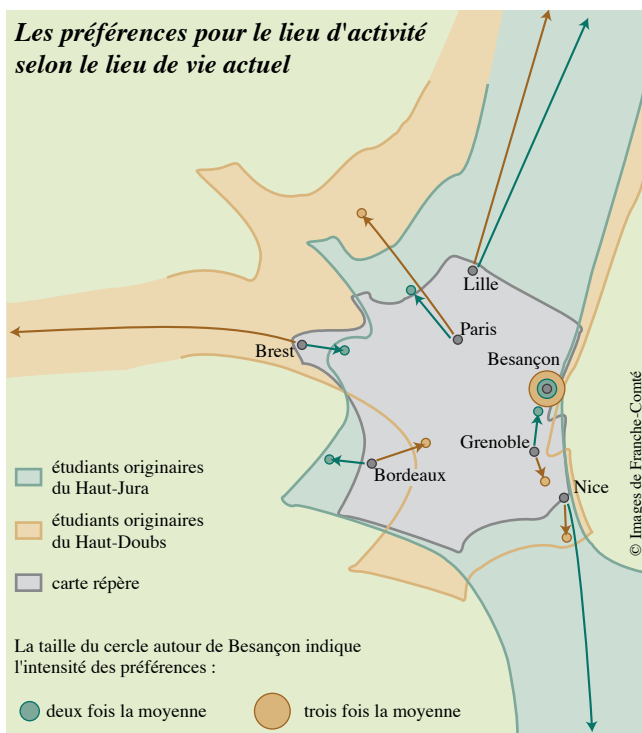 Les préférences pour le lieu d'activité
selon le lieu de vie actuel
Lille
Paris
Brest
Besançon
Grenoble
Bordeaux
Nice
étudiants originaires
du Haut-Jura
étudiants originaires
du Haut-Doubs
carte répère
La taille du cercle autour de Besançon indique
l'intensité des préférences :
deux fois la moyenne
trois fois la moyenne
© Images de Franche-Comté